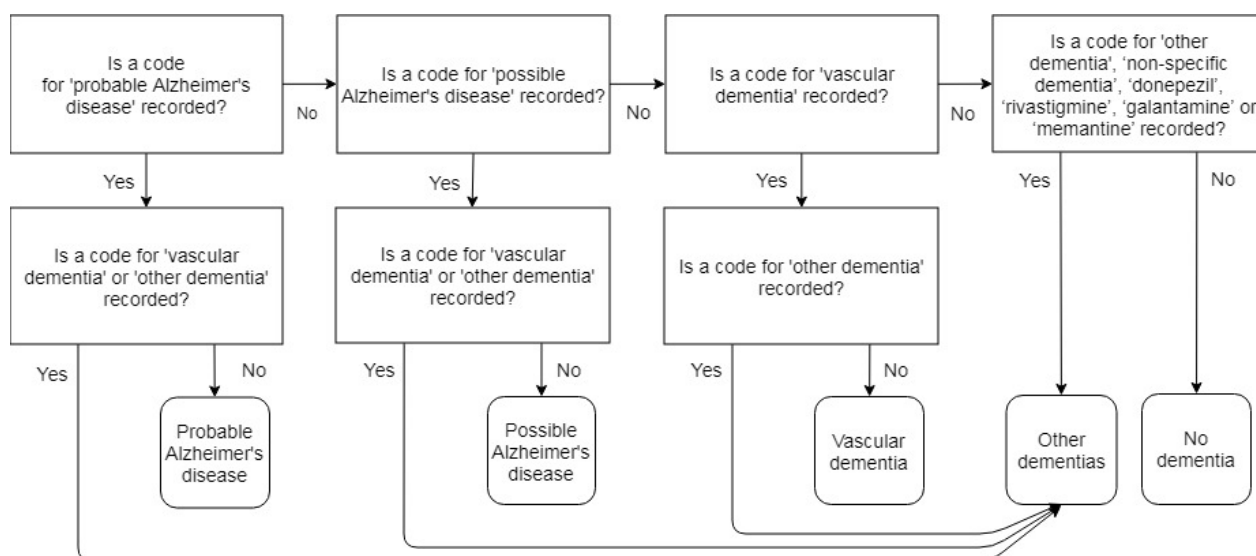 Is a code
for 'probable Alzheimer's
disease' recorded?
No
Is a code for 'possible
Alzheimer's disease' recorded?
No
Is a code for 'vascular
dementia' recorded?
No
Is a code for 'other
dementia', ‘non-specific
dementia’, ‘donepezil’,
‘rivastigmine’, ‘galantamine’ or
‘memantine’ recorded?
Yes
Yes
Yes
Yes
No
Is a code for 'vascular
dementia' or 'other dementia'
recorded?
Is a code for 'vascular
dementia' or 'other dementia'
recorded?
Is a code for 'other dementia'
recorded?
Yes
No
Yes
No
Yes
No
Probable
Alzheimer's
disease
Possible
Alzheimer's
disease
Vascular
dementia
Other
dementias
No
dementia